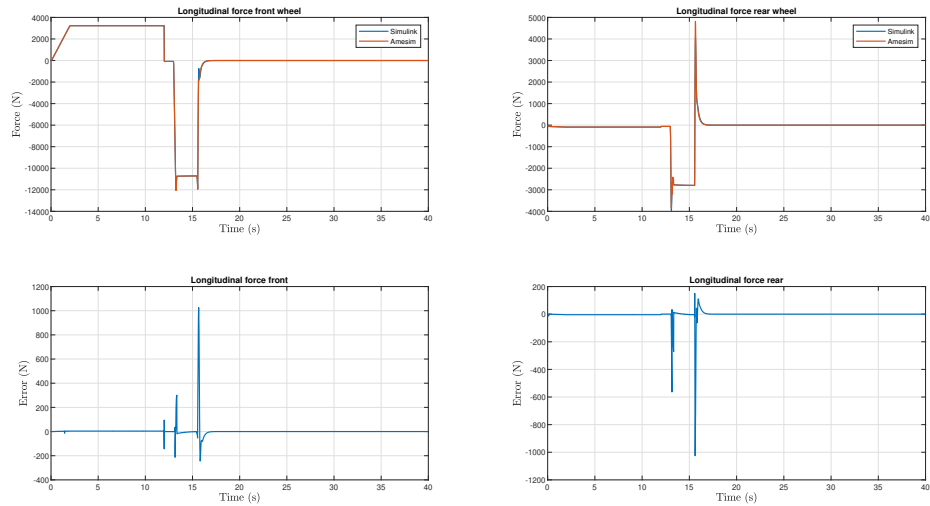 Longitudinal force front wheel
4000
2000
0
-2000
-4000
-6000
-8000
-10000
-12000
-14000
Force (N)
Simulink
Amesim
0 5 10 15 20 25 30 35 40
Time (s)
Longitudinal force rear wheel
5000
4000
3000
2000
1000
0
-1000
-2000
-3000
-4000
Force (N)
Simulink
Amesim
0 5 10 15 20 25 30 35 40
Time (s)
Longitudinal force front
1200
1000
800
600
400
200
0
-200
-400
Error (N)
0 5 10 15 20 25 30 35 40
Time (s)
Longitudinal force rear
200
0
-200
-400
-600
-800
-1000
-1200
Error (N)
0 5 10 15 20 25 30 35 40
Time (s)